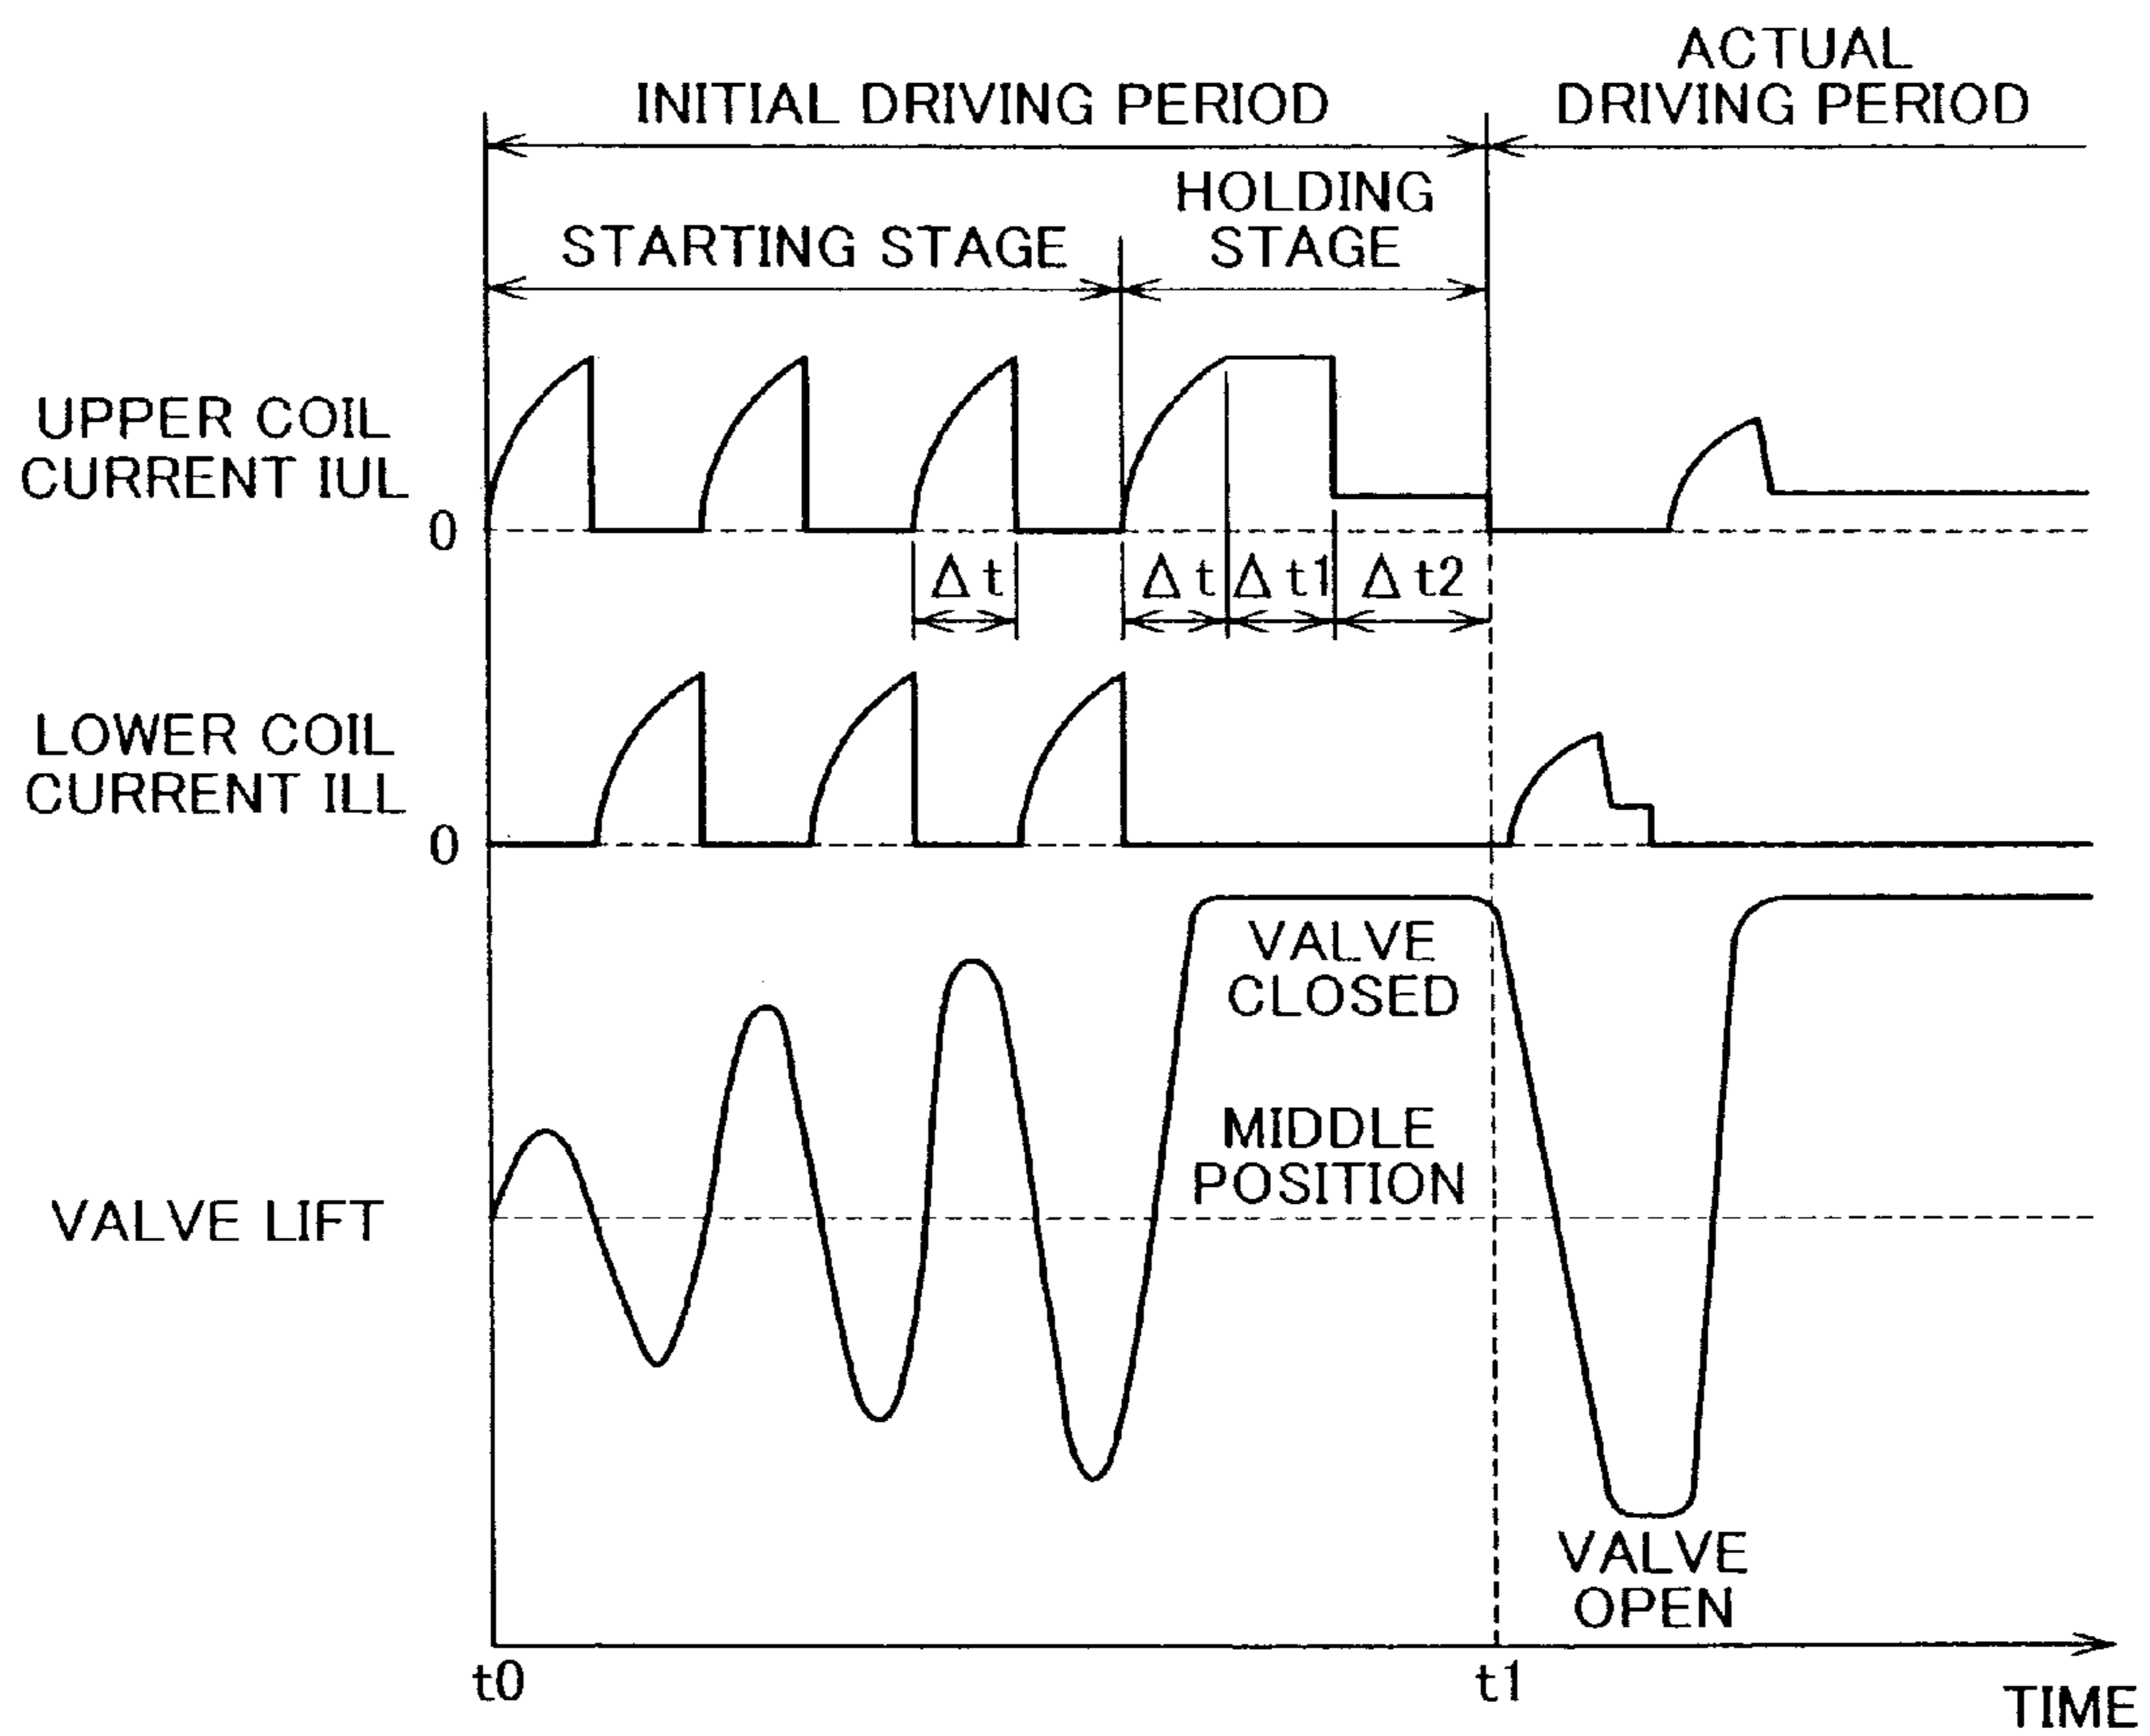 ACTUAL
INITIAL DRIVING PERIOD
DRIVING PERIOD
HOLDING
STARTING STAGE
STAGE
UPPER COIL
CURRENT IUL
0
Δt
Δt
Δt1
Δt2
LOWER COIL
CURRENT ILL
0
VALVE
CLOSED
MIDDLE
POSITION
VALVE LIFT
VALVE
OPEN
t0
t1
TIME